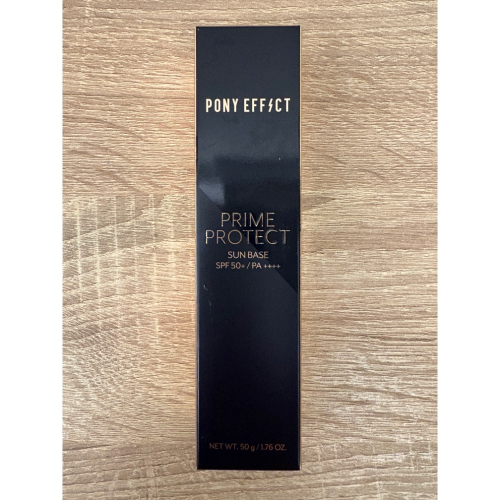 PONY EFFECT
PRIME
PROTECT
SUN BASE
SPF 50+ / PA ++++
NET WT. 50 g / 1.76 OZ.